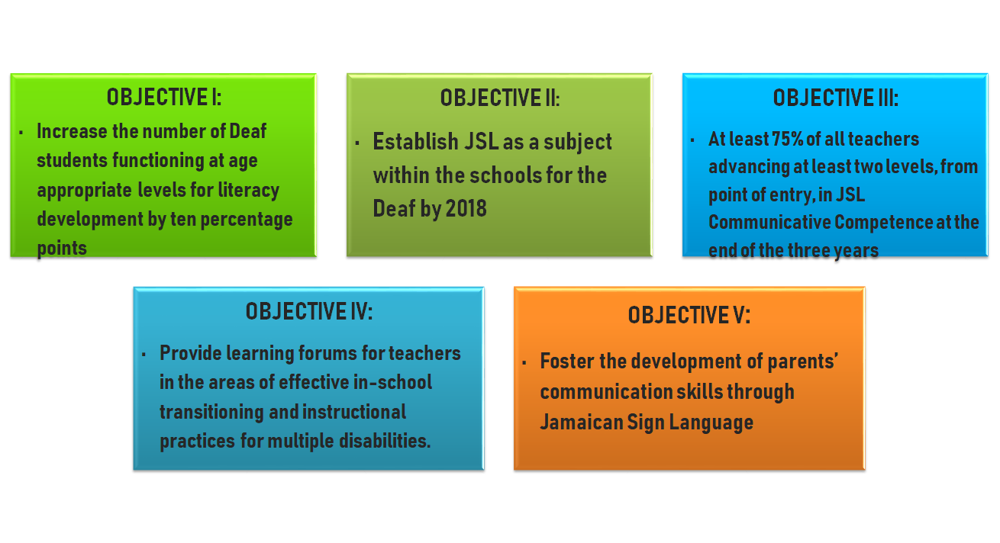 OBJECTIVE I:
· Increase the number of Deaf
students functioning at age
appropriate levels for literacy
development by ten percentage
points
OBJECTIVE II:
· Establish JSL as a subject
within the schools for the
Deaf by 2018
OBJECTIVE III:
· At least 75% of all teachers
advancing at least two levels, from
point of entry, in JSL
Communicative Competence at the
end of the three years
OBJECTIVE IV:
· Provide learning forums for teachers
in the areas of effective in-school
transitioning and instructional
practices for multiple disabilities.
OBJECTIVE V:
· Foster the development of parents’
communication skills through
Jamaican Sign Language